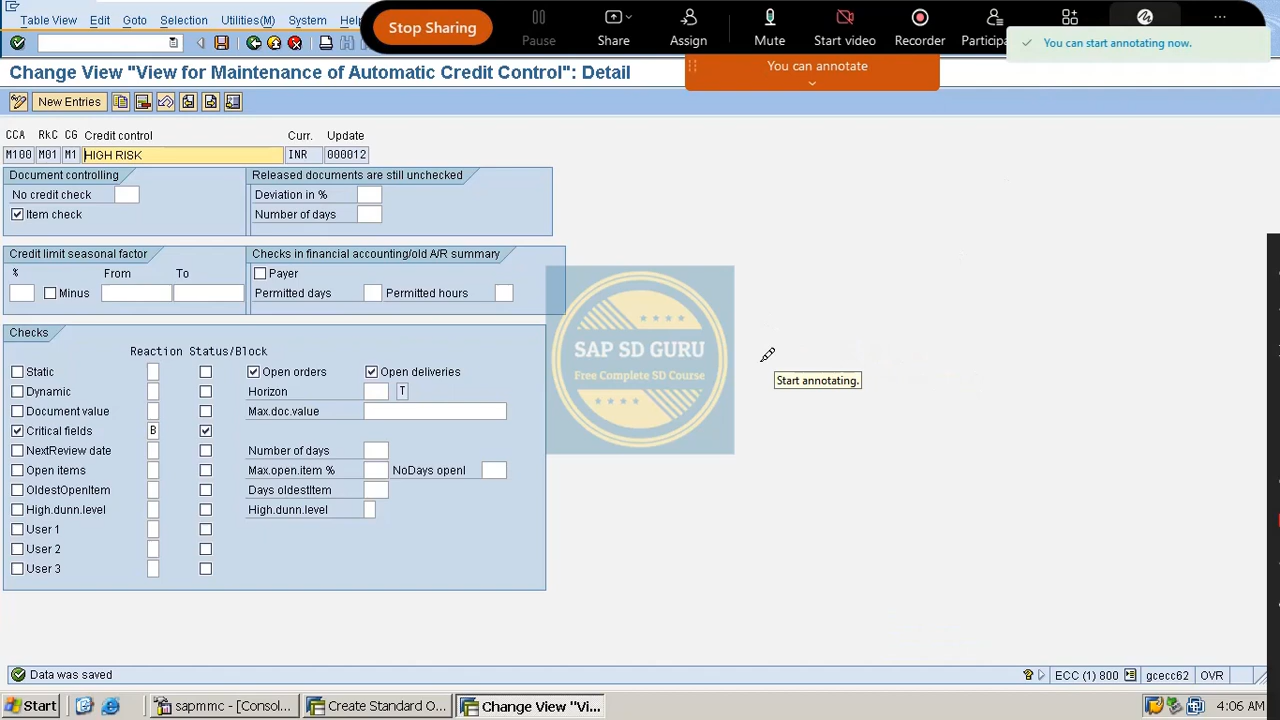 Table View Edit Goto Selection Utilities(M) System
Stop Sharing
Pause
Share
Assign
Mute
Start video
Recorder
You can start annotating now.
Change View "View for Maintenance of Automatic Credit Control": Detail
You can annotate
New Entries
CCA RkC CG Credit control Curr. Update
M100 M01 M1 HIGH RISK INR 000012
Document controlling
Released documents are still unchecked
No credit check
Deviation in %
Item check
Number of days
Credit limit seasonal factor
Checks in financial accounting/old A/R summary
% From To
Payer
Minus
Permitted days
Permitted hours
Checks
Reaction Status/Block
Static
Open orders
Open deliveries
Dynamic
Horizon
T
Document value
Max.doc.value
Critical fields
B
NextReview date
Number of days
Open items
Max.open.item %
NoDays openI
OldestOpenItem
Days oldestItem
High.dunn.level
High.dunn.level
User 1
User 2
User 3
SAP SD GURU
Free Complete SD Course
Start annotating.
Data was saved
ECC (1) 800
gcecc62
OVR
Start
sapmmc - [Consol...
Create Standard O...
Change View "Vi...
4:06 AM